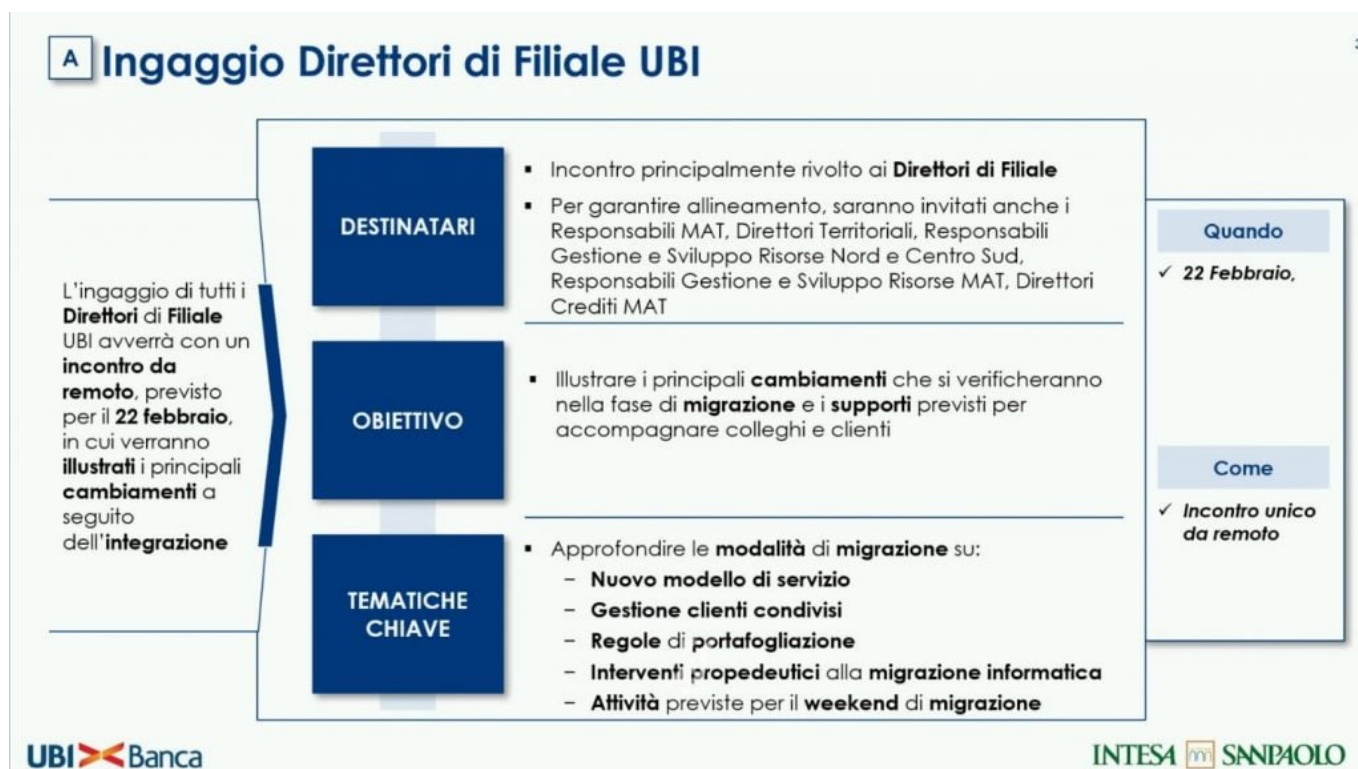 A Ingaggio Direttori di Filiale UBI
L'ingaggio di tutti i
Direttori di Filiale
UBI avverrà con un
incontro da
remoto, previsto
per il 22 febbraio,
in cui verranno
illustrati i principali
cambiamenti a
seguito
dell'integrazione
DESTINATARI
▪ Incontro principalmente rivolto ai Direttori di Filiale
▪ Per garantire allineamento, saranno invitati anche i
Responsabili MAT, Direttori Territoriali, Responsabili
Gestione e Sviluppo Risorse Nord e Centro Sud,
Responsabili Gestione e Sviluppo Risorse MAT, Direttori
Crediti MAT
OBIETTIVO
▪ Illustrare i principali cambiamenti che si verificheranno
nella fase di migrazione e i supporti previsti per
accompagnare colleghi e clienti
TEMATICHE
CHIAVE
▪ Approfondire le modalità di migrazione su:
– Nuovo modello di servizio
– Gestione clienti condivisi
– Regole di portafogliazione
– Interventi propedeutici alla migrazione informatica
– Attività previste per il weekend di migrazione
Quando
✓ 22 Febbraio,
Come
✓ Incontro unico
da remoto
UBI Banca
INTESA SANPAOLO